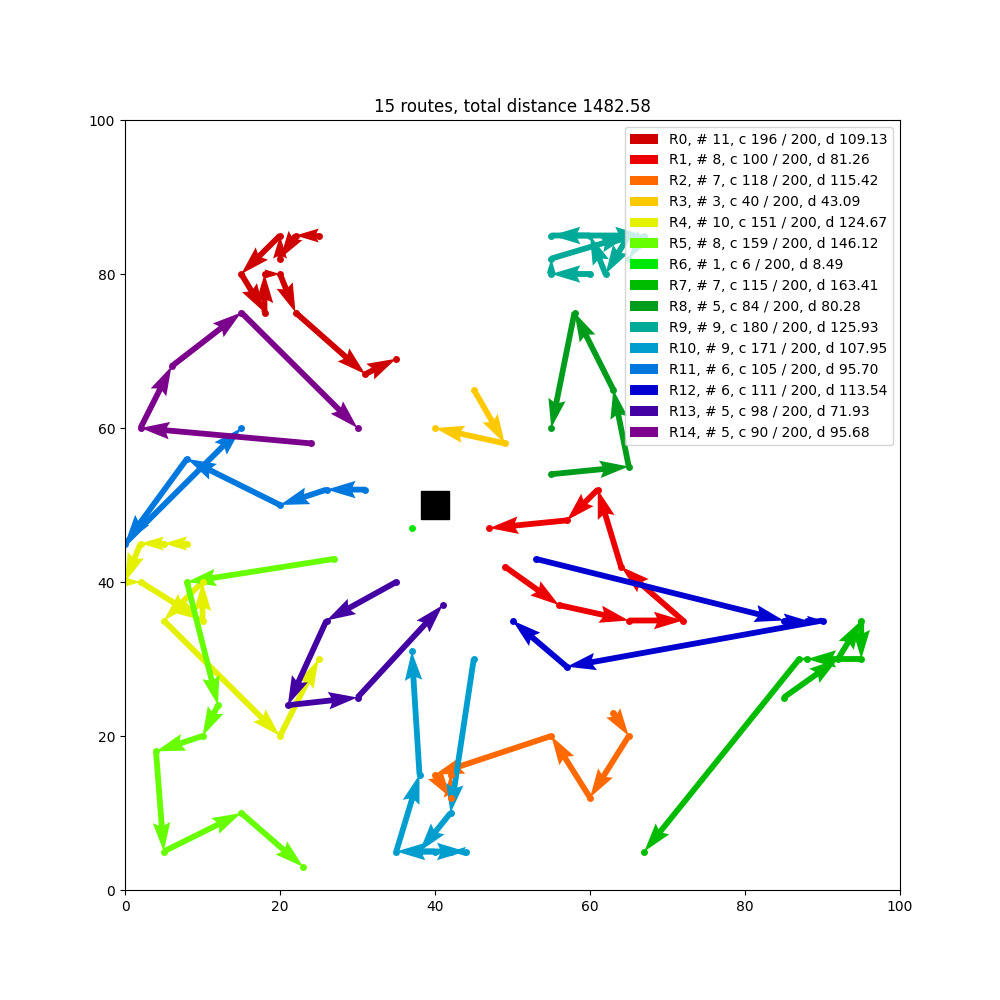 15 routes, total distance 1482.58
100
80
60
40
20
0
0 20 40 60 80 100
R0, # 11, c 196 / 200, d 109.13
R1, # 8, c 100 / 200, d 81.26
R2, # 7, c 118 / 200, d 115.42
R3, # 3, c 40 / 200, d 43.09
R4, # 10, c 151 / 200, d 124.67
R5, # 8, c 159 / 200, d 146.12
R6, # 1, c 6 / 200, d 8.49
R7, # 7, c 115 / 200, d 163.41
R8, # 5, c 84 / 200, d 80.28
R9, # 9, c 180 / 200, d 125.93
R10, # 9, c 171 / 200, d 107.95
R11, # 6, c 105 / 200, d 95.70
R12, # 6, c 111 / 200, d 113.54
R13, # 5, c 98 / 200, d 71.93
R14, # 5, c 90 / 200, d 95.68